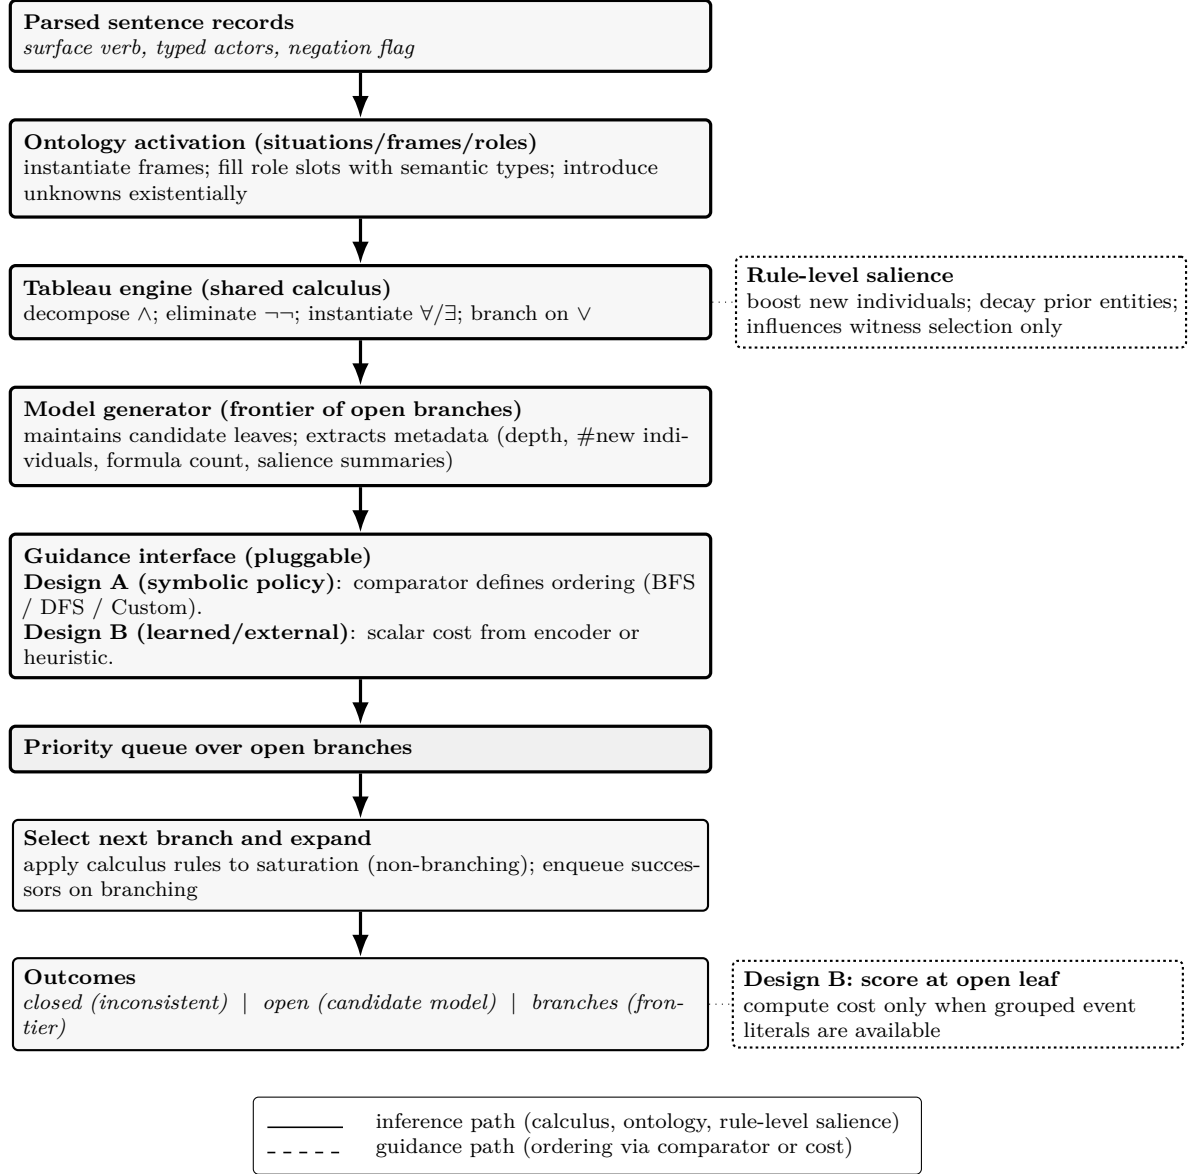 Parsed sentence records
surface verb, typed actors, negation flag
Ontology activation (situations/frames/roles)
instantiate frames; fill role slots with semantic types; introduce
unknowns existentially
Tableau engine (shared calculus)
decompose ∧; eliminate ¬¬; instantiate ∀/∃; branch on ∨
Rule-level salience
boost new individuals; decay prior entities;
influences witness selection only
Model generator (frontier of open branches)
maintains candidate leaves; extracts metadata (depth, #new indi-
viduals, formula count, salience summaries)
Guidance interface (pluggable)
Design A (symbolic policy): comparator defines ordering (BFS
/ DFS / Custom).
Design B (learned/external): scalar cost from encoder or
heuristic.
Priority queue over open branches
Select next branch and expand
apply calculus rules to saturation (non-branching); enqueue succes-
sors on branching
Outcomes
closed (inconsistent) | open (candidate model) | branches (fron-
tier)
Design B: score at open leaf
compute cost only when grouped event
literals are available
inference path (calculus, ontology, rule-level salience)
guidance path (ordering via comparator or cost)